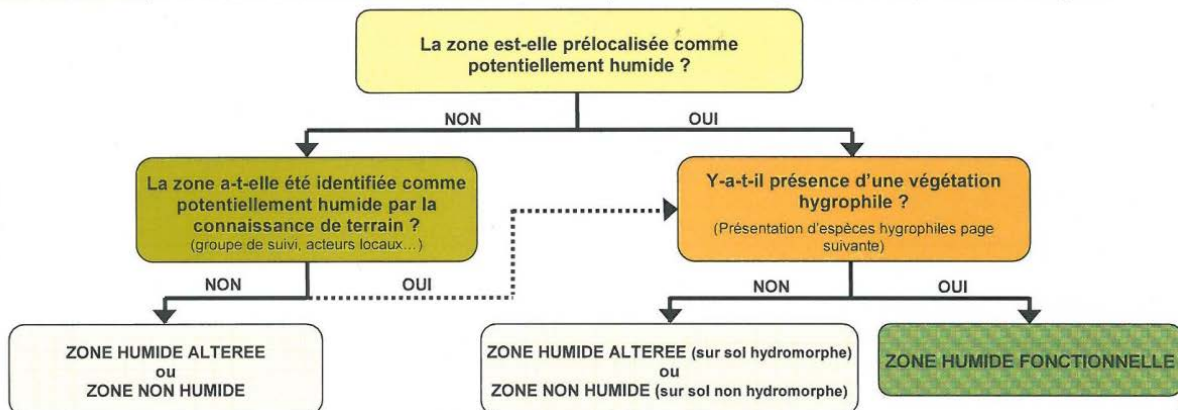 La zone est-elle prélocalisée comme
potentiellement humide ?
NON
OUI
La zone a-t-elle été identifiée comme
potentiellement humide par la
connaissance de terrain ?
(groupe de suivi, acteurs locaux…)
Y-a-t-il présence d'une végétation
hygrophile ?
(Présentation d'espèces hygrophiles page
suivante)
NON
OUI
NON
OUI
ZONE HUMIDE ALTEREE
ou
ZONE NON HUMIDE
ZONE HUMIDE ALTEREE (sur sol hydromorphe)
ou
ZONE NON HUMIDE (sur sol non hydromorphe)
ZONE HUMIDE FONCTIONNELLE